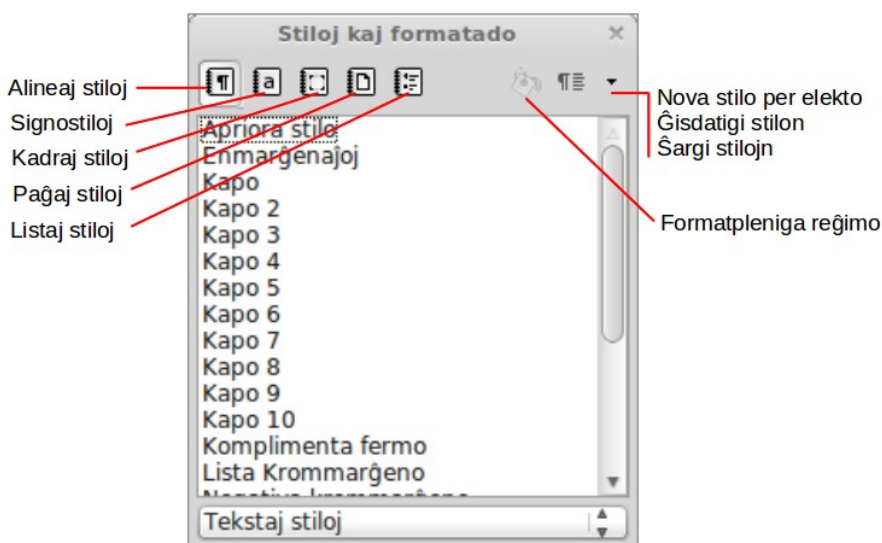 Stiloj kaj formatado
Alineaj stiloj
Signostiloj
Kadraj stiloj
Paĝaj stiloj
Listaj stiloj
Nova stilo per elekto
Ĝisdatigi stilon
Ŝargi stilojn
Formatpleniga reĝimo
Apriora stilo
Enmarĝenaĵoj
Kapo
Kapo 2
Kapo 3
Kapo 4
Kapo 5
Kapo 6
Kapo 7
Kapo 8
Kapo 9
Kapo 10
Komplimenta fermo
Lista Krommarĝeno
Negativa krommarĝeno
Tekstaj stiloj